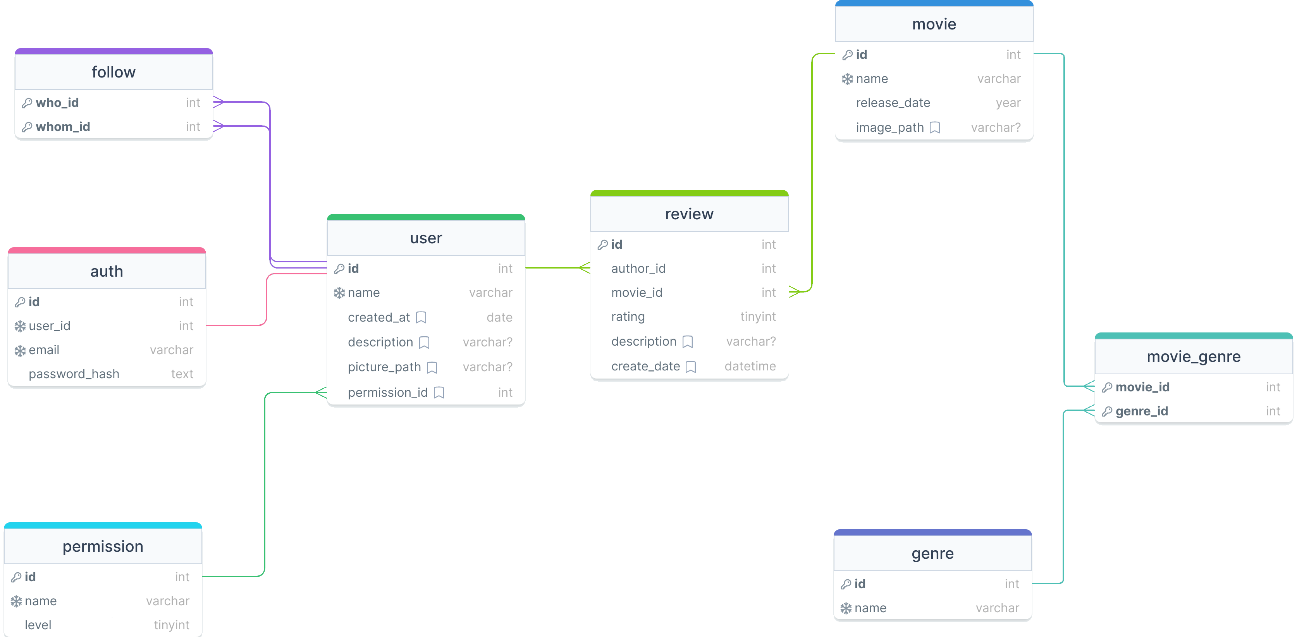 follow
who_id int
whom_id int
auth
id int
user_id int
email varchar
password_hash text
permission
id int
name varchar
level tinyint
user
id int
name varchar
created_at date
description varchar?
picture_path varchar?
permission_id int
review
id int
author_id int
movie_id int
rating tinyint
description varchar?
create_date datetime
movie
id int
name varchar
release_date year
image_path varchar?
genre
id int
name varchar
movie_genre
movie_id int
genre_id int